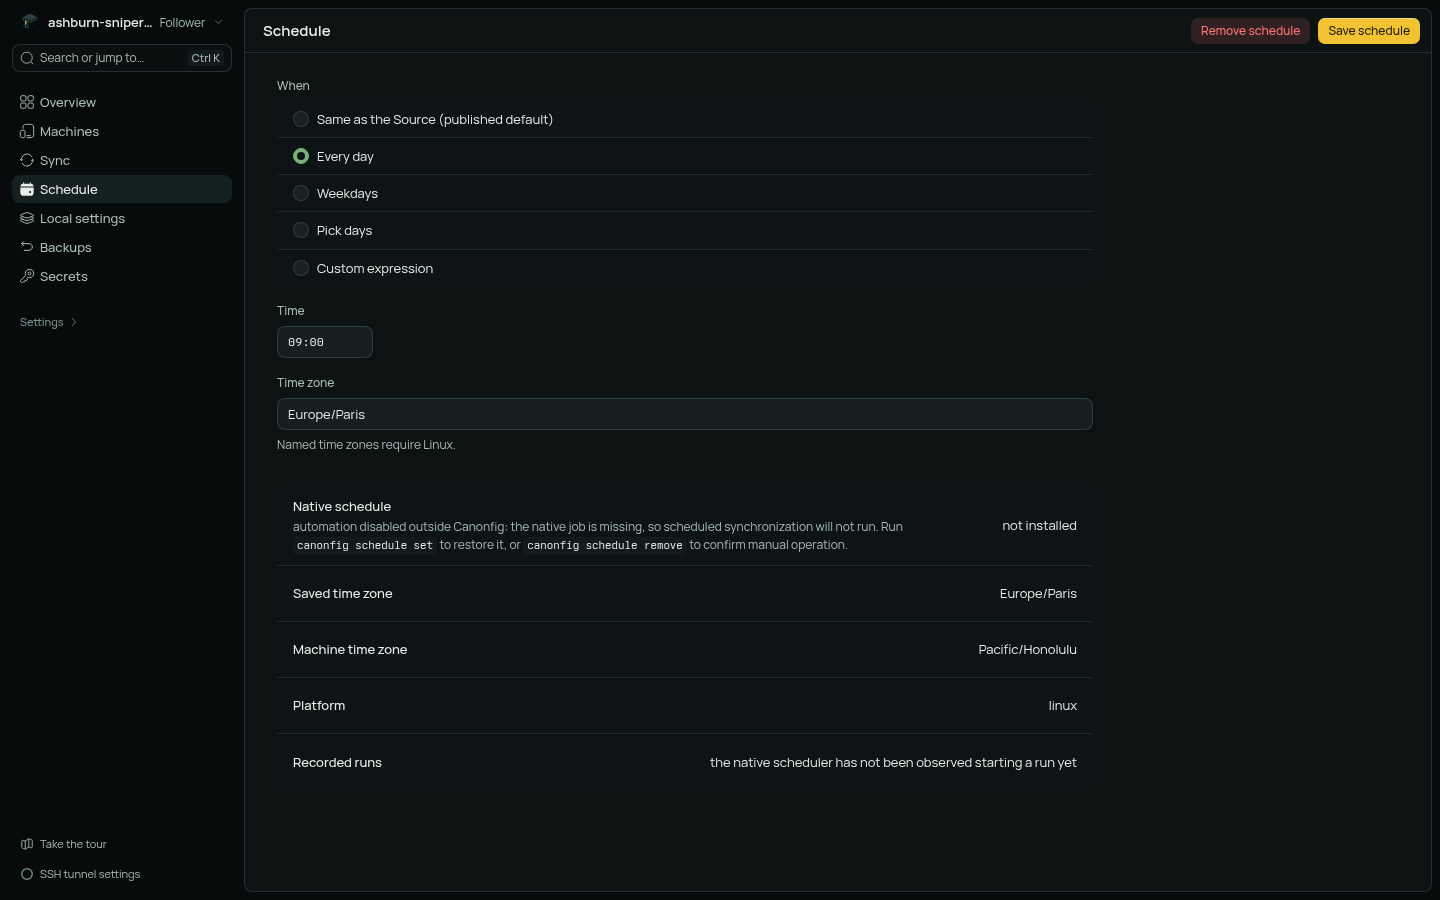 ashburn-sniper... Follower
Search or jump to... Ctrl K
Overview
Machines
Sync
Schedule
Local settings
Backups
Secrets
Settings
Take the tour
SSH tunnel settings
Schedule
Remove schedule
Save schedule
When
Same as the Source (published default)
Every day
Weekdays
Pick days
Custom expression
Time
09:00
Time zone
Europe/Paris
Named time zones require Linux.
Native schedule
automation disabled outside Canonfig: the native job is missing, so scheduled synchronization will not run. Run
canonfig schedule set to restore it, or canonfig schedule remove to confirm manual operation.
not installed
Saved time zone
Europe/Paris
Machine time zone
Pacific/Honolulu
Platform
linux
Recorded runs
the native scheduler has not been observed starting a run yet